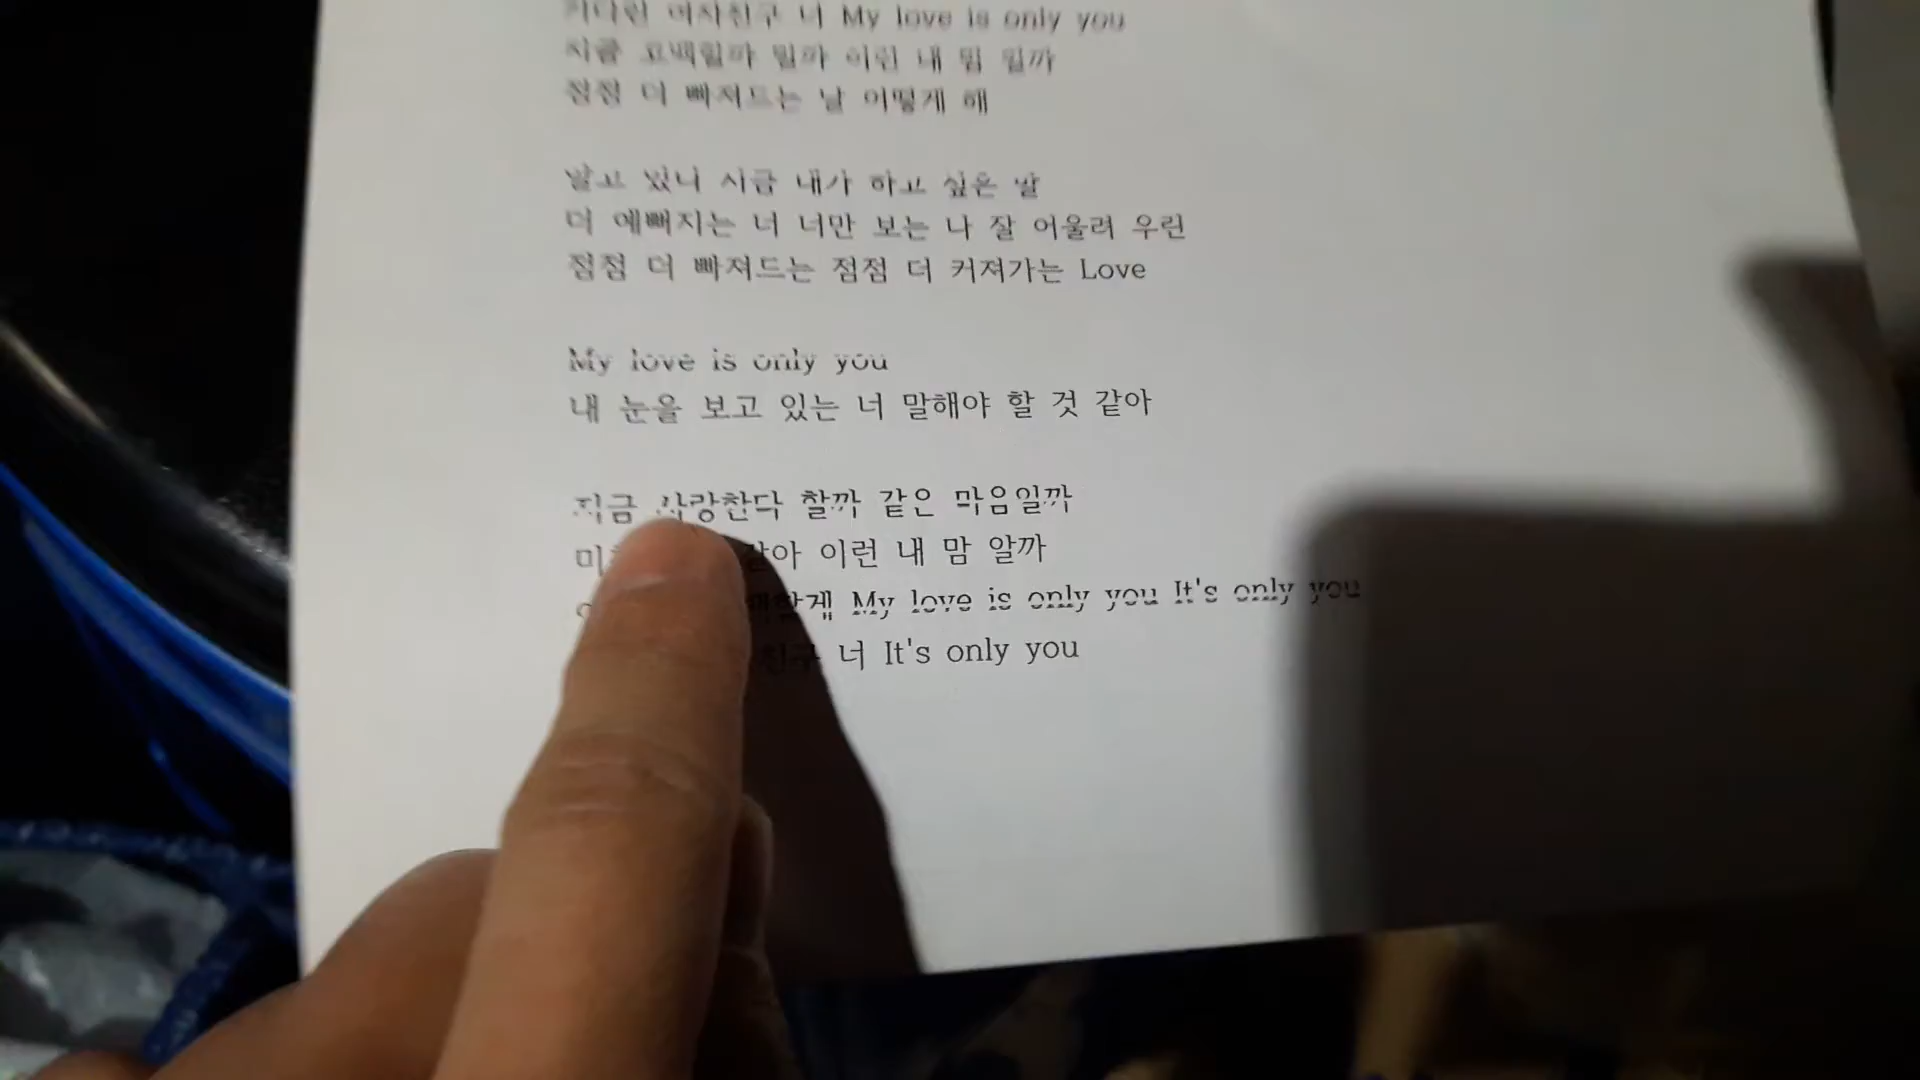 기다린 여자친구 너 My love is only you
지금 고백할까 말까 이런 내 맘 알까
점점 더 빠져드는 날 어떻게 해
알고 있니 지금 내가 하고 싶은 말
더 예뻐지는 너 너만 보는 나 잘 어울려 우린
점점 더 빠져드는 점점 더 커져가는 Love
My love is only you
내 눈을 보고 있는 너 말해야 할 것 같아
지금 사랑한다 할까 같은 마음일까
같아 이런 내 맘 알까
My love is only you It's only you
친구 너 It's only you